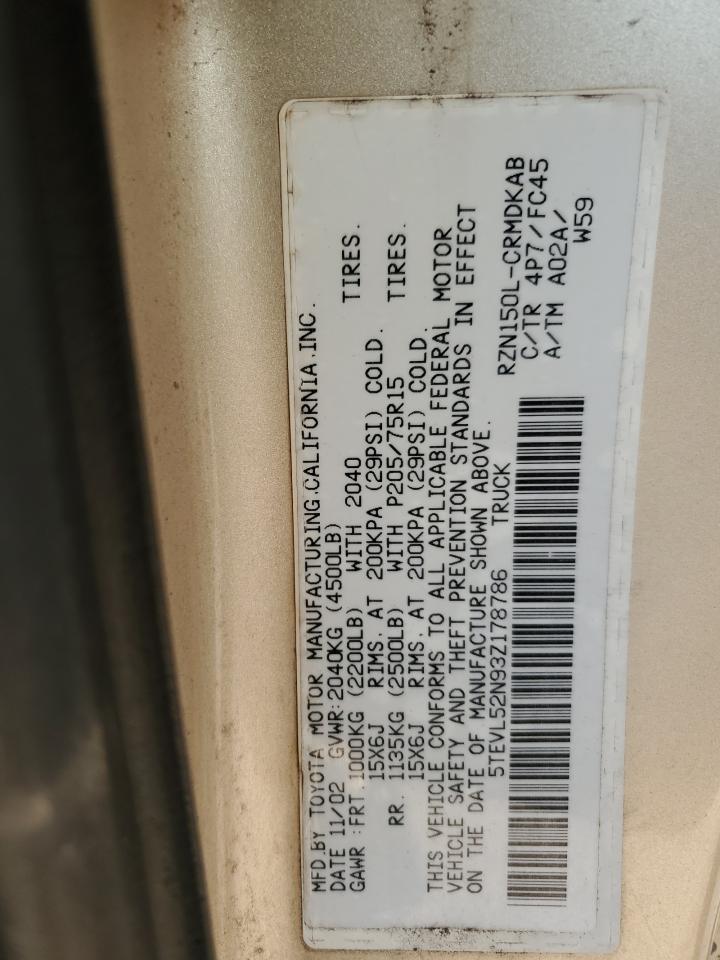 MFD.BY TOYOTA MOTOR MANUFACTURING.CALIFORNIA.INC.
DATE 11/02 GVWR:2040KG (4500LB)
GAWR :FRT 1000KG (2200LB) WITH 2040 TIRES.
15X6J RIMS. AT 200KPA (29PSI) COLD.
RR. 1135KG (2500LB) WITH P205/75R15 TIRES.
15X6J RIMS. AT 200KPA (29PSI) COLD.
THIS VEHICLE CONFORMS TO ALL APPLICABLE FEDERAL MOTOR
VEHICLE SAFETY AND THEFT PREVENTION STANDARDS IN EFFECT
ON THE DATE OF MANUFACTURE SHOWN ABOVE.
5TEVL52N93Z178786 TRUCK
RZN150L-CRMDKAB
C/TR 4P7/FC45
A/TM A02A/
W59